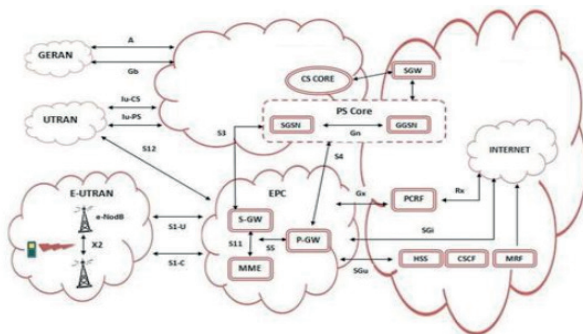 GERAN
A
Gb
CS CORE
SGW
UTRAN
Iu-CS
Iu-PS
PS Core
SGSN
Gn
GGSN
S3
S12
S4
INTERNET
E-UTRAN
EPC
Gx
PCRF
Rx
e-NodB
X2
S1-U
S-GW
S11
S5
P-GW
SGi
S1-C
MME
SGu
HSS
CSCF
MRF